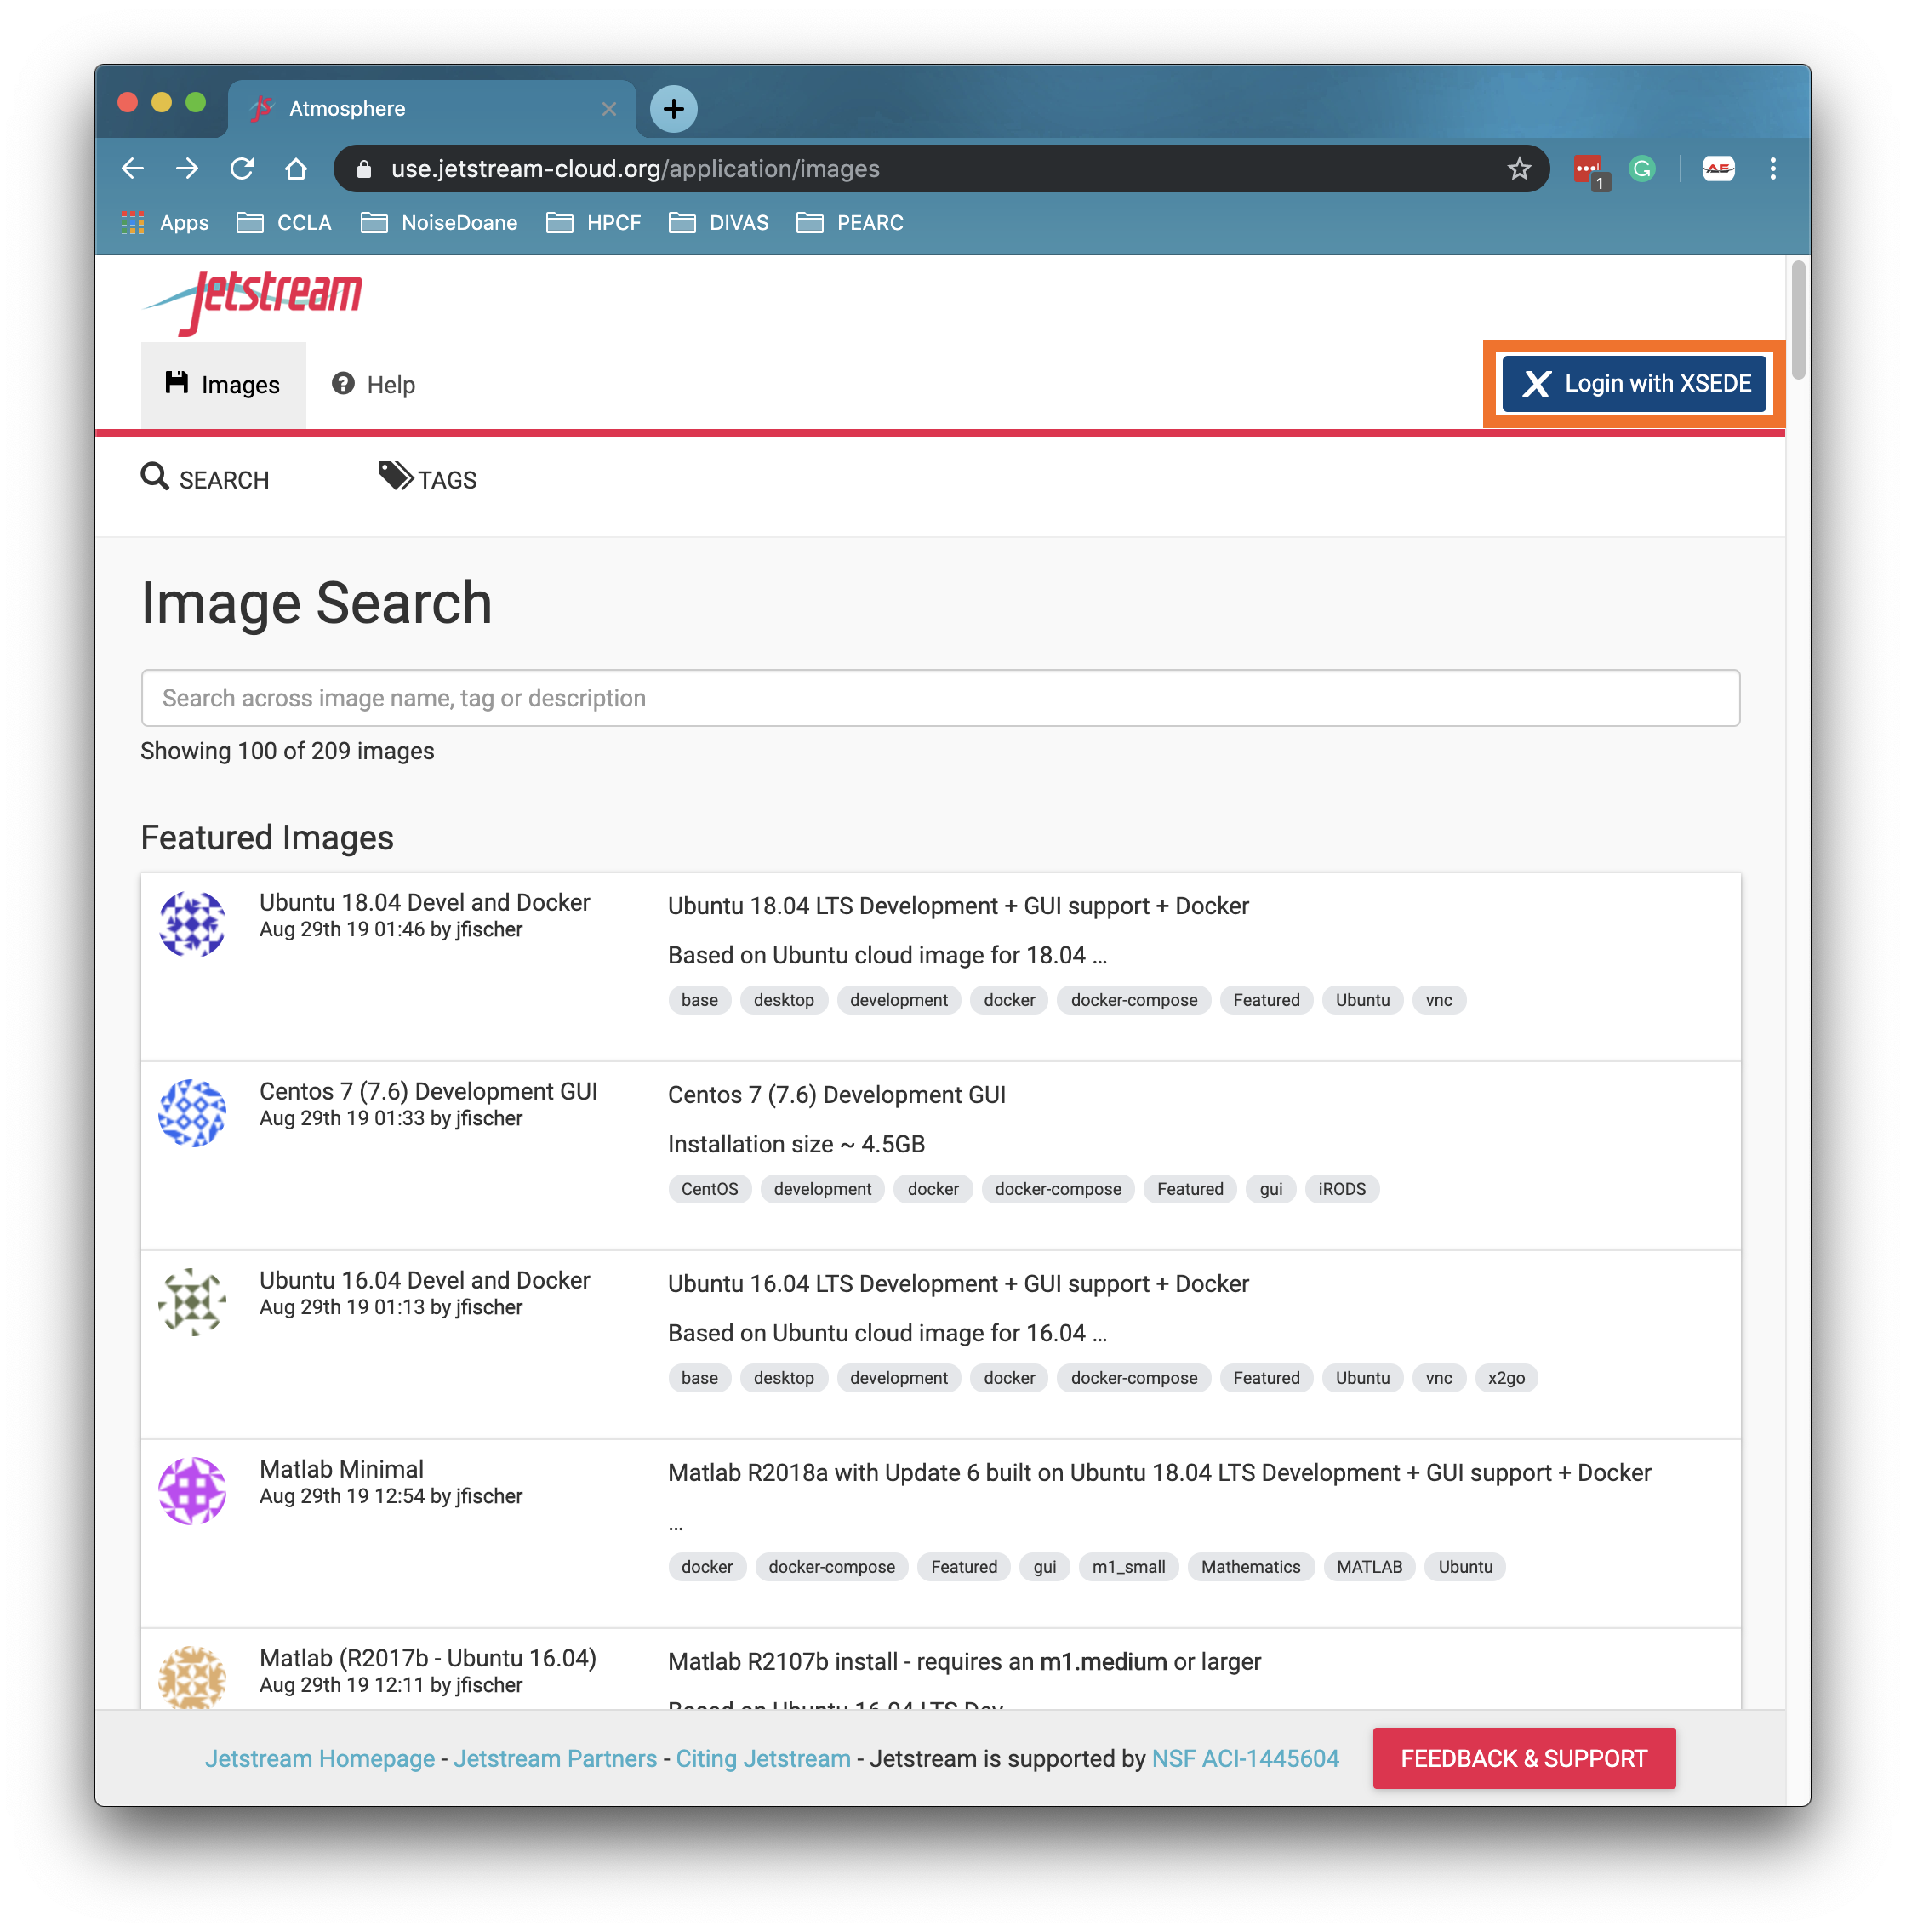 Atmosphere
use.jetstream-cloud.org/application/images
1
Apps CCLA NoiseDoane HPCF DIVAS PEARC
Jetstream
Images Help Login with XSEDE
SEARCH TAGS
Image Search
Search across image name, tag or description
Showing 100 of 209 images
Featured Images
Ubuntu 18.04 Devel and Docker
Aug 29th 19 01:46 by jfischer
Ubuntu 18.04 LTS Development + GUI support + Docker
Based on Ubuntu cloud image for 18.04 ...
base desktop development docker docker-compose Featured Ubuntu vnc
Centos 7 (7.6) Development GUI
Aug 29th 19 01:33 by jfischer
Centos 7 (7.6) Development GUI
Installation size ~ 4.5GB
CentOS development docker docker-compose Featured gui iRODS
Ubuntu 16.04 Devel and Docker
Aug 29th 19 01:13 by jfischer
Ubuntu 16.04 LTS Development + GUI support + Docker
Based on Ubuntu cloud image for 16.04 ...
base desktop development docker docker-compose Featured Ubuntu vnc x2go
Matlab Minimal
Aug 29th 19 12:54 by jfischer
Matlab R2018a with Update 6 built on Ubuntu 18.04 LTS Development + GUI support + Docker
...
docker docker-compose Featured gui m1_small Mathematics MATLAB Ubuntu
Matlab (R2017b - Ubuntu 16.04)
Aug 29th 19 12:11 by jfischer
Matlab R2107b install - requires an m1.medium or larger
Based on Ubuntu 16.04 LTS Dev
Jetstream Homepage - Jetstream Partners - Citing Jetstream - Jetstream is supported by NSF ACI-1445604 FEEDBACK & SUPPORT